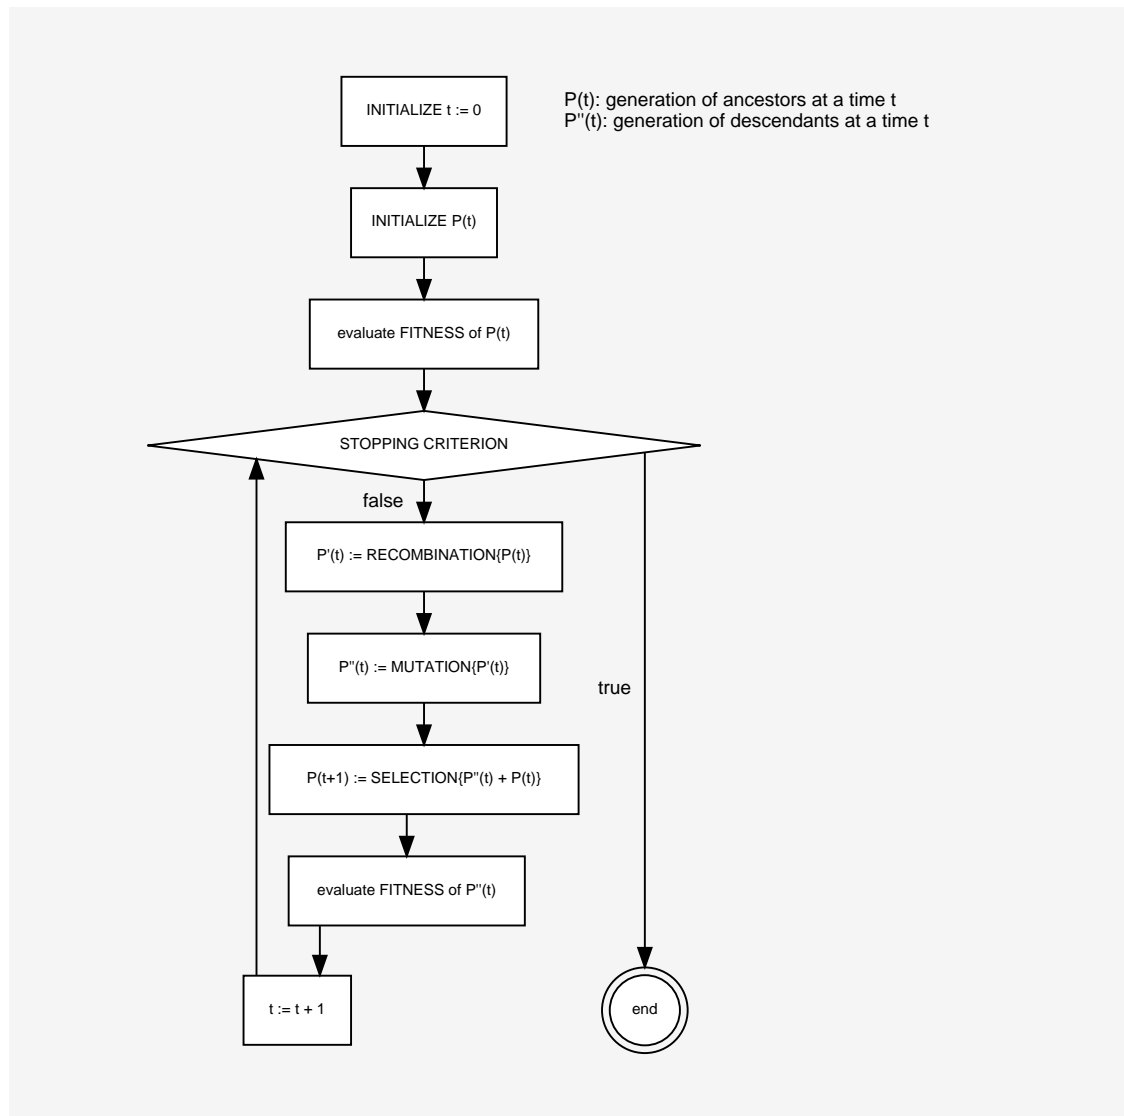 INITIALIZE t := 0
P(t): generation of ancestors at a time t
P''(t): generation of descendants at a time t
INITIALIZE P(t)
evaluate FITNESS of P(t)
STOPPING CRITERION
false
P'(t) := RECOMBINATION{P(t)}
P''(t) := MUTATION{P'(t)}
true
P(t+1) := SELECTION{P''(t) + P(t)}
evaluate FITNESS of P''(t)
t := t + 1
end